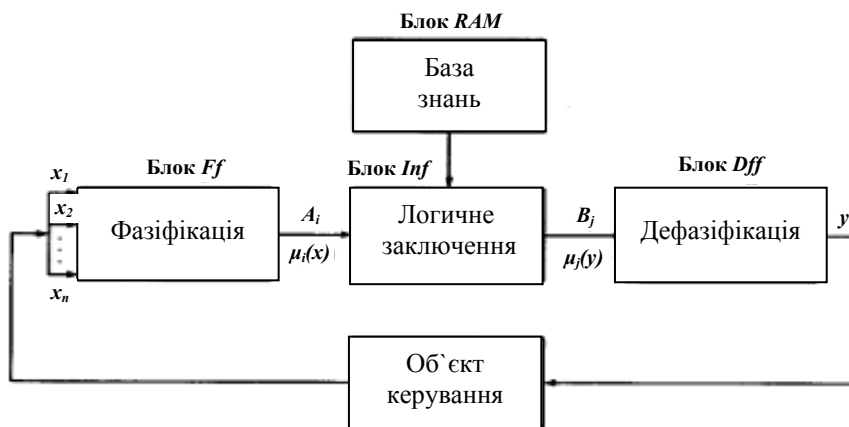 Блок RAM
База
знань
Блок Ff
Блок Inf
Блок Dff
x1
x2
xn
Фазіфікація
Ai
μi(x)
Логичне
заключення
Bj
μj(y)
Дефазіфікація
y
Об`єкт
керування